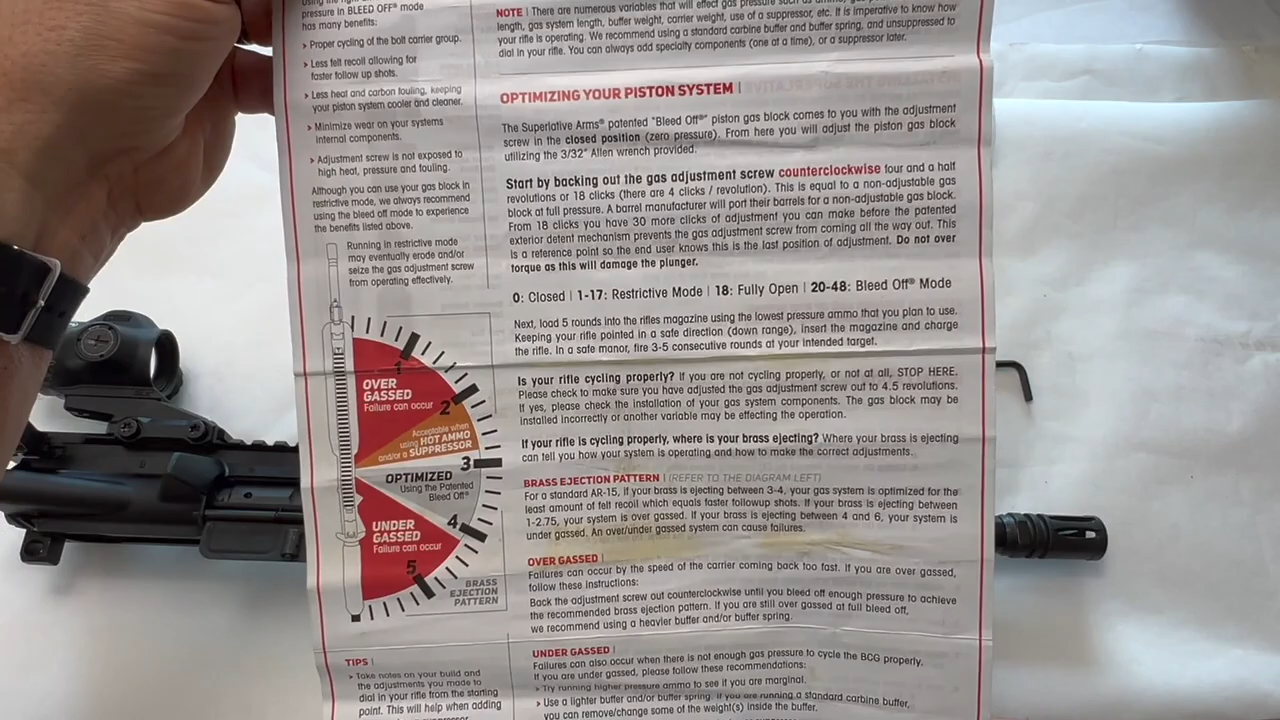 pressure in BLEED OFF® mode
has many benefits:
> Proper cycling of the bolt carrier group.
> Less felt recoil allowing for
faster follow up shots.
> Less heat and carbon fouling, keeping
your piston system cooler and cleaner.
> Minimize wear on your systems
internal components.
> Adjustment screw is not exposed to
high heat, pressure and fouling.
Although you can use your gas block in
restrictive mode, we always recommend
using the bleed off mode to experience
the benefits listed above.
Running in restrictive mode
may eventually erode and/or
seize the gas adjustment screw
from operating effectively.
1
OVER
GASSED
Failure can occur
2
Acceptable when
using HOT AMMO
and/or a SUPPRESSOR
3
OPTIMIZED
Using the Patented
Bleed Off®
4
UNDER
GASSED
Failure can occur
5
BRASS
EJECTION
PATTERN
TIPS |
> Take notes on your build and
the adjustments you made to
dial in your rifle from the starting
point. This will help when adding
NOTE | There are numerous variables that will effect gas pressure such as
length, gas system length, buffer weight, carrier weight, use of a suppressor, etc. It is imperative to know how
your rifle is operating. We recommend using a standard carbine buffer and buffer spring, and unsuppressed to
dial in your rifle. You can always add specialty components (one at a time), or a suppressor later.
OPTIMIZING YOUR PISTON SYSTEM |
The Superlative Arms® patented "Bleed Off®" piston gas block comes to you with the adjustment
screw in the closed position (zero pressure). From here you will adjust the piston gas block
utilizing the 3/32" Allen wrench provided.
Start by backing out the gas adjustment screw counterclockwise four and a half
revolutions or 18 clicks (there are 4 clicks / revolution). This is equal to a non-adjustable gas
block at full pressure. A barrel manufacturer will port their barrels for a non-adjustable gas block.
From 18 clicks you have 30 more clicks of adjustment you can make before the patented
exterior detent mechanism prevents the gas adjustment screw from coming all the way out. This
is a reference point so the end user knows this is the last position of adjustment. Do not over
torque as this will damage the plunger.
0: Closed | 1-17: Restrictive Mode | 18: Fully Open | 20-48: Bleed Off® Mode
Next, load 5 rounds into the rifles magazine using the lowest pressure ammo that you plan to use.
Keeping your rifle pointed in a safe direction (down range), insert the magazine and charge
the rifle. In a safe manor, fire 3-5 consecutive rounds at your intended target.
Is your rifle cycling properly? If you are not cycling properly, or not at all, STOP HERE.
Please check to make sure you have adjusted the gas adjustment screw out to 4.5 revolutions.
If yes, please check the installation of your gas system components. The gas block may be
installed incorrectly or another variable may be effecting the operation.
If your rifle is cycling properly, where is your brass ejecting? Where your brass is ejecting
can tell you how your system is operating and how to make the correct adjustments.
BRASS EJECTION PATTERN | (REFER TO THE DIAGRAM LEFT)
For a standard AR-15, if your brass is ejecting between 3-4, your gas system is optimized for the
least amount of felt recoil which equals faster followup shots. If your brass is ejecting between
1-2.75, your system is over gassed. If your brass is ejecting between 4 and 6, your system is
under gassed. An over/under gassed system can cause failures.
OVER GASSED |
Failures can occur by the speed of the carrier coming back too fast. If you are over gassed,
follow these instructions:
Back the adjustment screw out counterclockwise until you bleed off enough pressure to achieve
the recommended brass ejection pattern. If you are still over gassed at full bleed off,
we recommend using a heavier buffer and/or buffer spring.
UNDER GASSED |
Failures can also occur when there is not enough gas pressure to cycle the BCG properly.
If you are under gassed, please follow these recommendations:
> Try running higher pressure ammo to see if you are marginal.
> Use a lighter buffer and/or buffer spring. If you are running a standard carbine buffer,
you can remove/change some of the weight(s) inside the buffer.